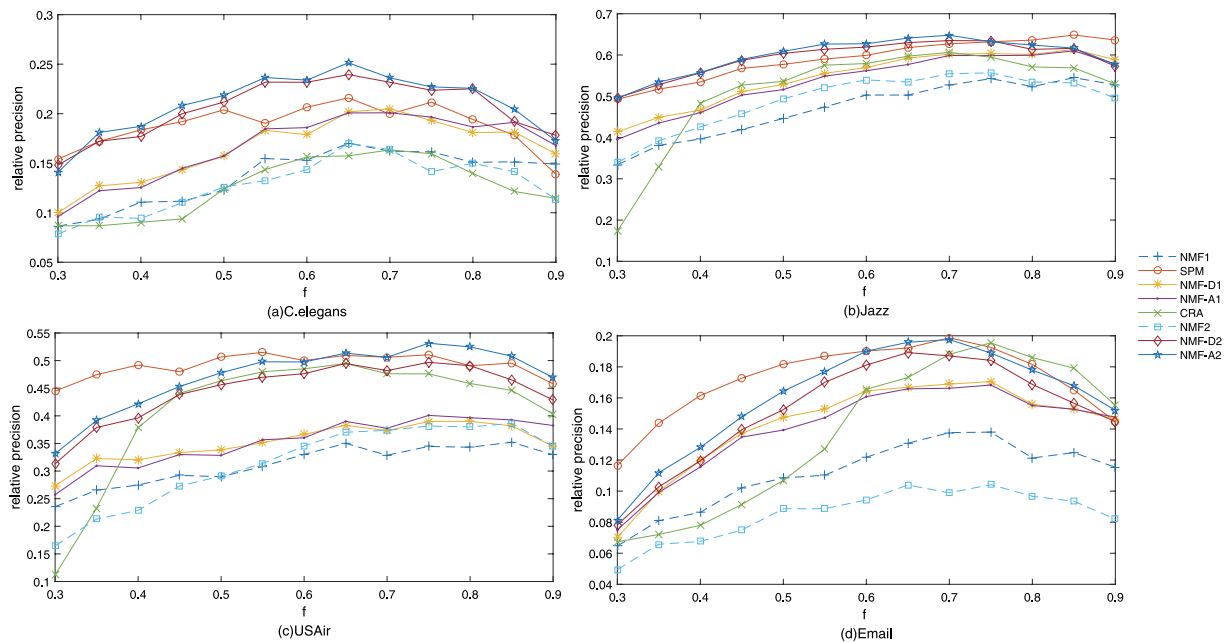 0.3
0.25
0.2
0.15
0.1
0.05
relative precision
0.3 0.4 0.5 0.6 0.7 0.8 0.9
f
(a)C.elegans
0.7
0.6
0.5
0.4
0.3
0.2
0.1
relative precision
0.3 0.4 0.5 0.6 0.7 0.8 0.9
f
(b)Jazz
NMF1
SPM
NMF-D1
NMF-A1
CRA
NMF2
NMF-D2
NMF-A2
0.55
0.5
0.45
0.4
0.35
0.3
0.25
0.2
0.15
0.1
relative precision
0.3 0.4 0.5 0.6 0.7 0.8 0.9
f
(c)USAir
0.2
0.18
0.16
0.14
0.12
0.1
0.08
0.06
0.04
relative precision
0.3 0.4 0.5 0.6 0.7 0.8 0.9
f
(d)Email